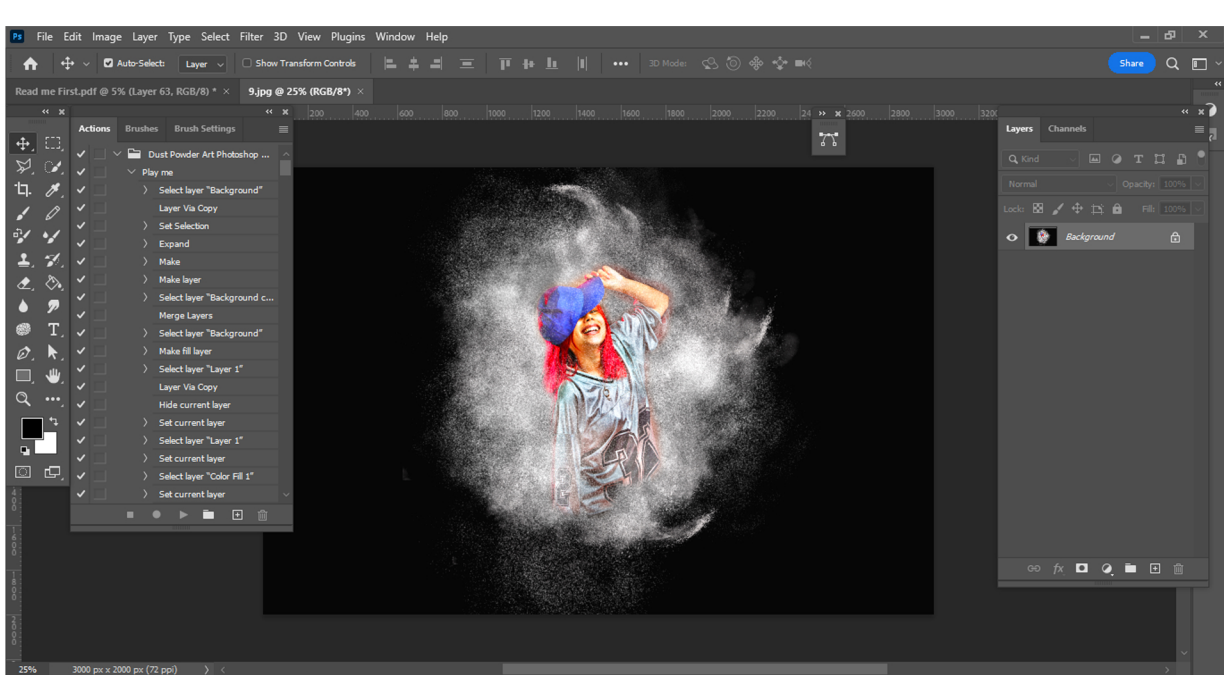 Ps File Edit Image Layer Type Select Filter 3D View Plugins Window Help
Auto-Select: Layer Show Transform Controls 3D Mode: Share
Read me First.pdf @ 5% (Layer 63, RGB/8) * × 9.jpg @ 25% (RGB/8*) ×
200 400 600 800 1000 1200 1400 1600 1800 2000 2200 24 2600 2800 3000 3200
Actions Brushes Brush Settings
Dust Powder Art Photoshop ...
Play me
Select layer "Background"
Layer Via Copy
Set Selection
Expand
Make
Make layer
Select layer "Background c...
Merge Layers
Select layer "Background"
Make fill layer
Select layer "Layer 1"
Layer Via Copy
Hide current layer
Set current layer
Select layer "Layer 1"
Set current layer
Select layer "Color Fill 1"
Set current layer
Layers Channels
Kind
Normal Opacity: 100%
Lock: Fill: 100%
Background
25% 3000 px x 2000 px (72 ppi)